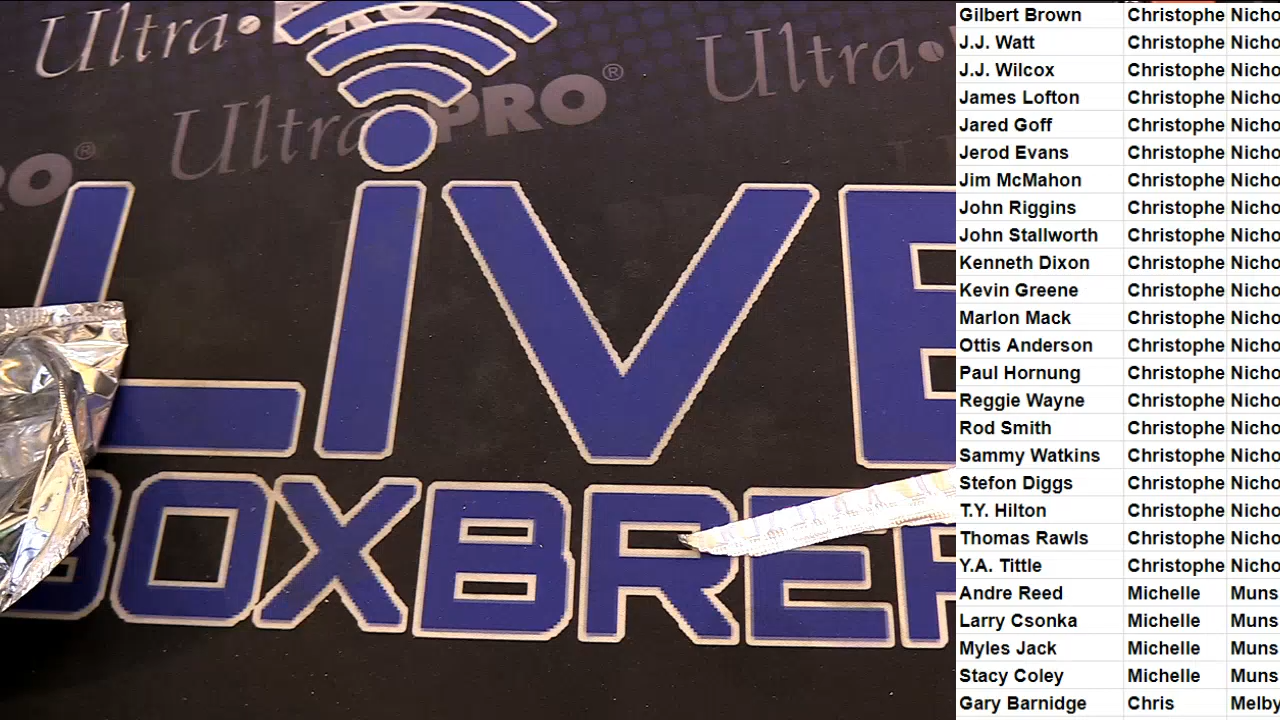 Ultra•PRO
Ultra•PRO®
Ultra•
RO®
LiVE
BOXBREA
Gilbert Brown Christophe Nicho
J.J. Watt Christophe Nicho
J.J. Wilcox Christophe Nicho
James Lofton Christophe Nicho
Jared Goff Christophe Nicho
Jerod Evans Christophe Nicho
Jim McMahon Christophe Nicho
John Riggins Christophe Nicho
John Stallworth Christophe Nicho
Kenneth Dixon Christophe Nicho
Kevin Greene Christophe Nicho
Marlon Mack Christophe Nicho
Ottis Anderson Christophe Nicho
Paul Hornung Christophe Nicho
Reggie Wayne Christophe Nicho
Rod Smith Christophe Nicho
Sammy Watkins Christophe Nicho
Stefon Diggs Christophe Nicho
T.Y. Hilton Christophe Nicho
Thomas Rawls Christophe Nicho
Y.A. Tittle Christophe Nicho
Andre Reed Michelle Muns
Larry Csonka Michelle Muns
Myles Jack Michelle Muns
Stacy Coley Michelle Muns
Gary Barnidge Chris Melby